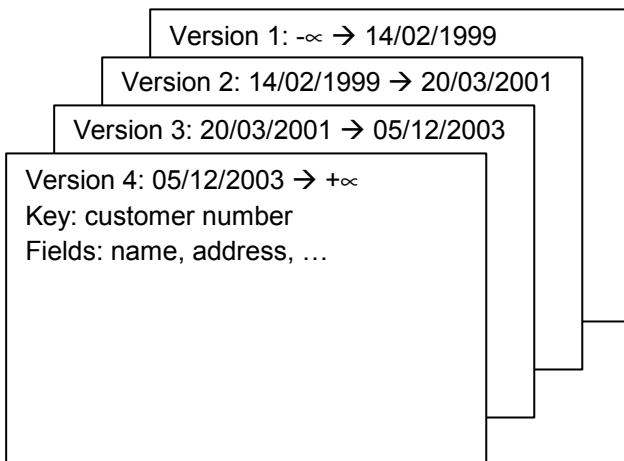 Version 1: -∝ → 14/02/1999
Version 2: 14/02/1999 → 20/03/2001
Version 3: 20/03/2001 → 05/12/2003
Version 4: 05/12/2003 → +∝
Key: customer number
Fields: name, address, …